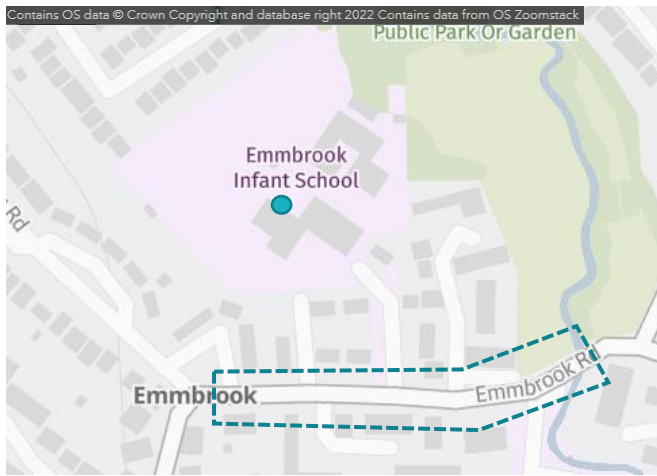 Contains OS data © Crown Copyright and database right 2022 Contains data from OS Zoomstack
Public Park Or Garden
Emmbrook
Infant School
Rd
Emmbrook
Emmbrook Rd